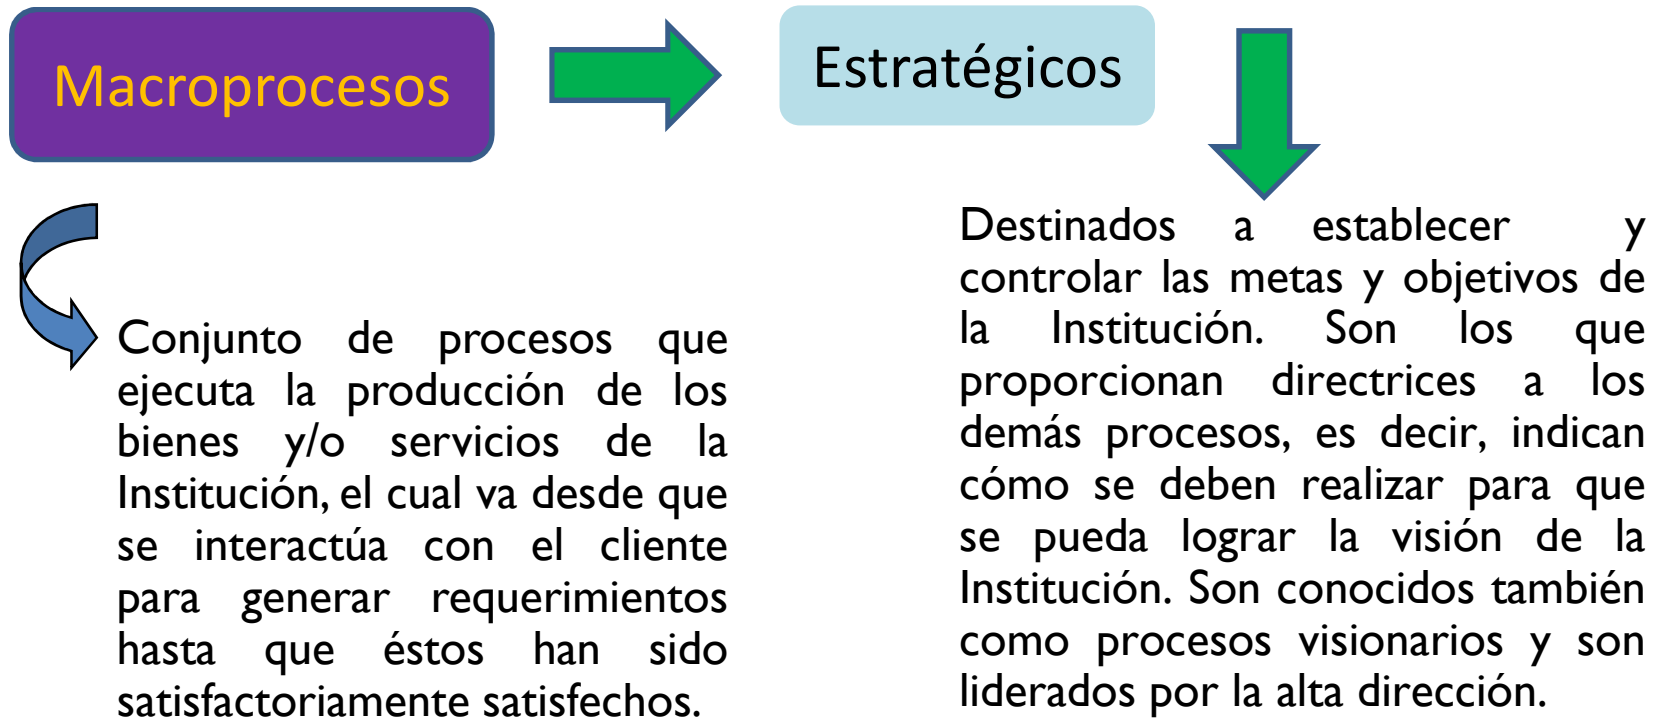 Macroprocesos
Estratégicos
Conjunto de procesos que
ejecuta la producción de los
bienes y/o servicios de la
Institución, el cual va desde que
se interactúa con el cliente
para generar requerimientos
hasta que éstos han sido
satisfactoriamente satisfechos.
Destinados a establecer y
controlar las metas y objetivos de
la Institución. Son los que
proporcionan directrices a los
demás procesos, es decir, indican
cómo se deben realizar para que
se pueda lograr la visión de la
Institución. Son conocidos también
como procesos visionarios y son
liderados por la alta dirección.